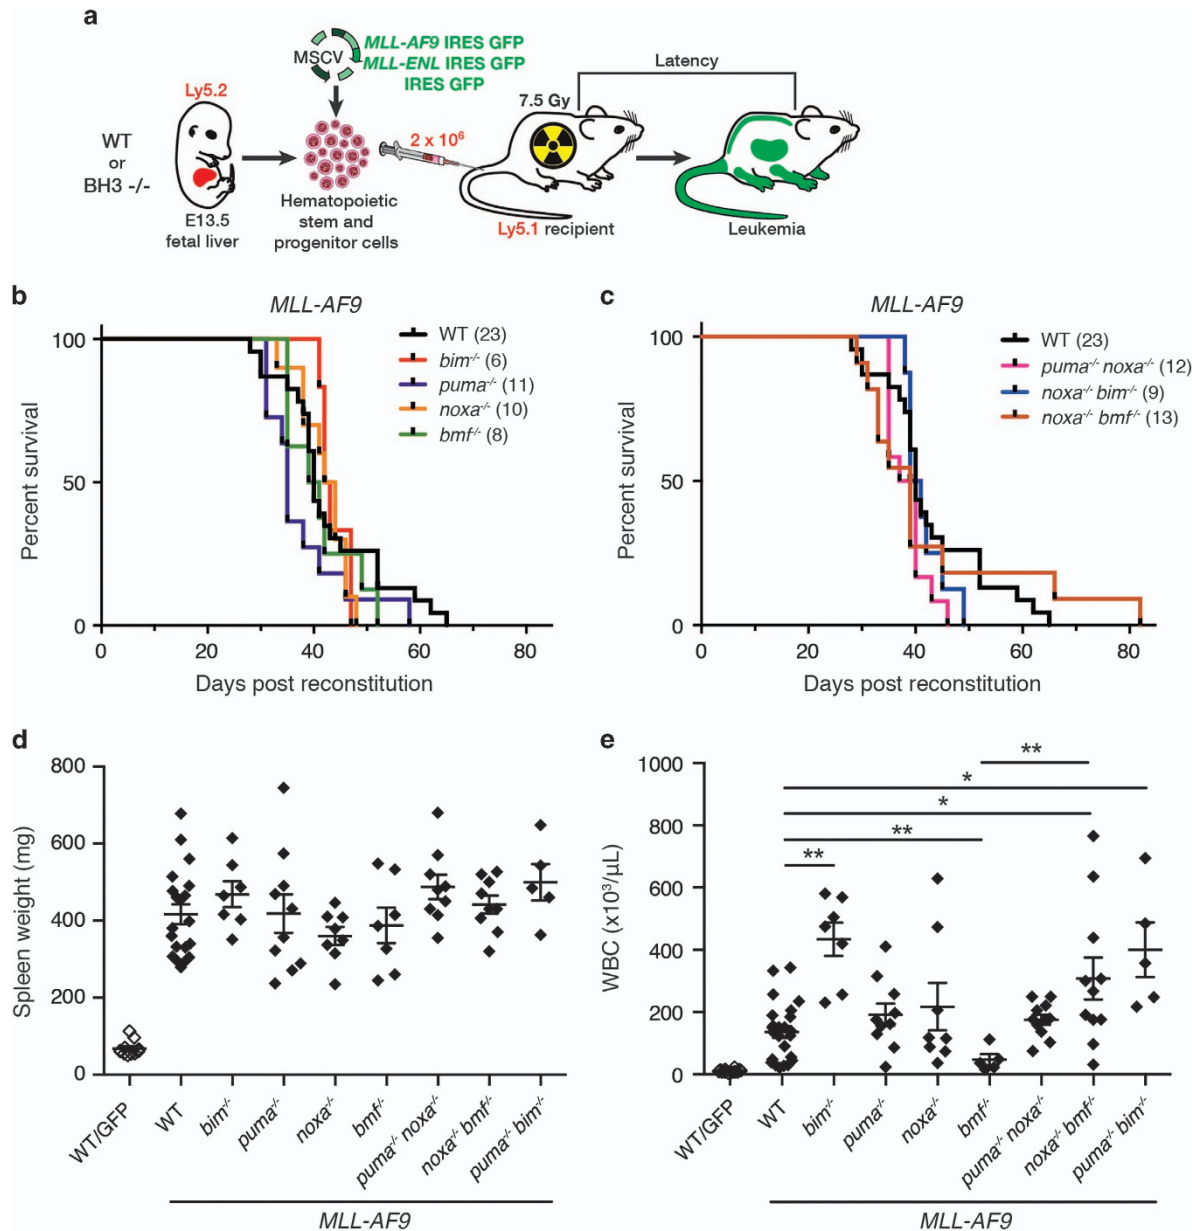 a
Ly5.2
WT
or
BH3 -/-
E13.5
fetal liver
MSCV
MLL-AF9 IRES GFP
MLL-ENL IRES GFP
IRES GFP
Hematopoietic
stem and
progenitor cells
2 x 10⁶
7.5 Gy
Latency
Ly5.1 recipient
Leukemia
b
MLL-AF9
Percent survival
100
50
0
WT (23)
bim⁻/⁻ (6)
puma⁻/⁻ (11)
noxa⁻/⁻ (10)
bmf⁻/⁻ (8)
0 20 40 60 80
Days post reconstitution
c
MLL-AF9
Percent survival
100
50
0
WT (23)
puma⁻/⁻ noxa⁻/⁻ (12)
noxa⁻/⁻ bim⁻/⁻ (9)
noxa⁻/⁻ bmf⁻/⁻ (13)
0 20 40 60 80
Days post reconstitution
d
Spleen weight (mg)
800
600
400
200
0
WT/GFP
WT
bim⁻/⁻
puma⁻/⁻
noxa⁻/⁻
bmf⁻/⁻
puma⁻/⁻ noxa⁻/⁻
noxa⁻/⁻ bmf⁻/⁻
puma⁻/⁻ bim⁻/⁻
MLL-AF9
e
WBC (x10³/µL)
1000
800
600
400
200
0
**
*
*
**
**
WT/GFP
WT
bim⁻/⁻
puma⁻/⁻
noxa⁻/⁻
bmf⁻/⁻
puma⁻/⁻ noxa⁻/⁻
noxa⁻/⁻ bmf⁻/⁻
puma⁻/⁻ bim⁻/⁻
MLL-AF9